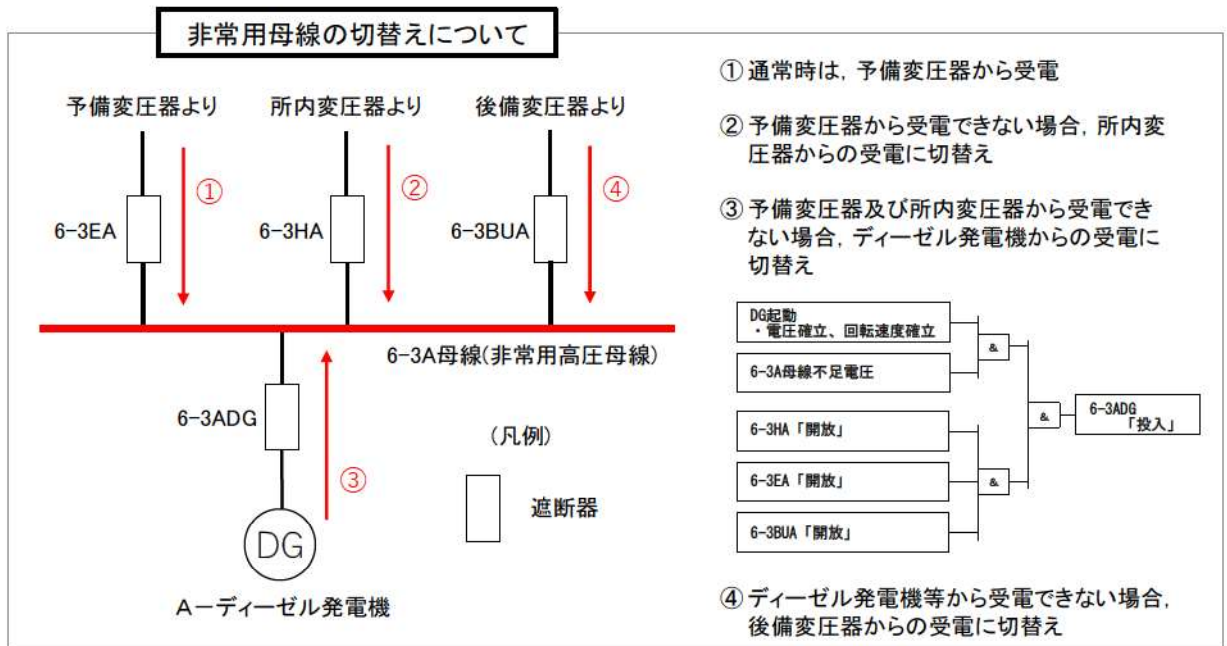 非常用母線の切替えについて
予備変圧器より
所内変圧器より
後備変圧器より
①
②
④
6-3EA
6-3HA
6-3BUA
6-3A母線(非常用高圧母線)
6-3ADG
③
(凡例)
遮断器
DG
A－ディーゼル発電機
① 通常時は，予備変圧器から受電
② 予備変圧器から受電できない場合，所内変
圧器からの受電に切替え
③ 予備変圧器及び所内変圧器から受電でき
ない場合，ディーゼル発電機からの受電に
切替え
DG起動
・電圧確立、回転速度確立
&
6-3A母線不足電圧
6-3HA「開放」
6-3EA「開放」
&
6-3BUA「開放」
&
6-3ADG
「投入」
④ ディーゼル発電機等から受電できない場合，
後備変圧器からの受電に切替え